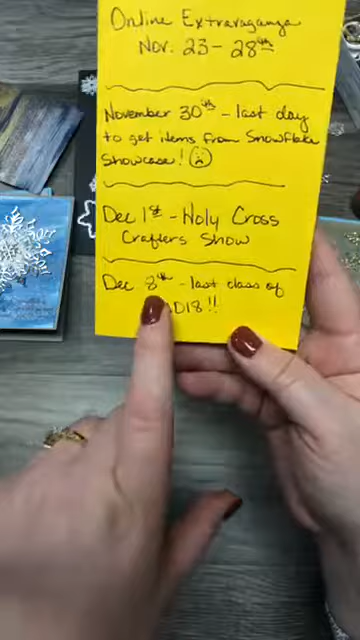 Online Extravaganza
Nov. 23 - 28th
November 30th - last day
to get items from Snowflake
Showcase!
Dec 1st - Holy Cross
Crafters Show
Dec 8th - last class of
D18!!